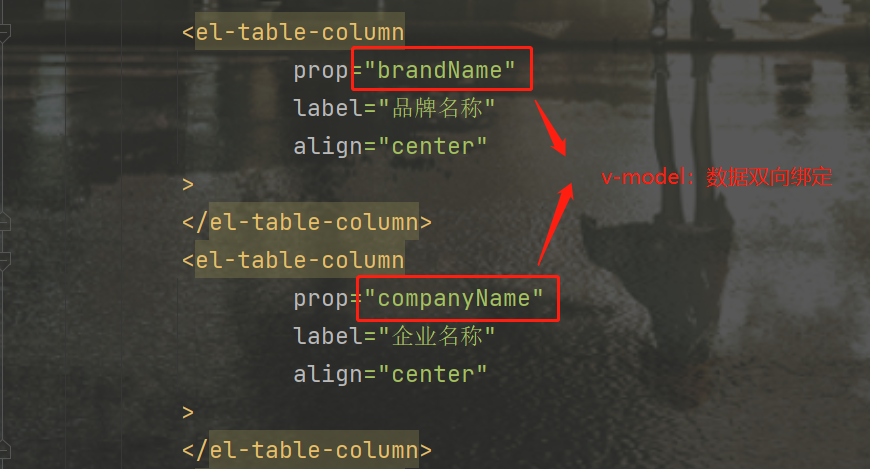 <el-table-column
prop="brandName"
label="品牌名称"
align="center"
>
</el-table-column>
<el-table-column
prop="companyName"
label="企业名称"
align="center"
>
</el-table-column>
v-model：数据双向绑定